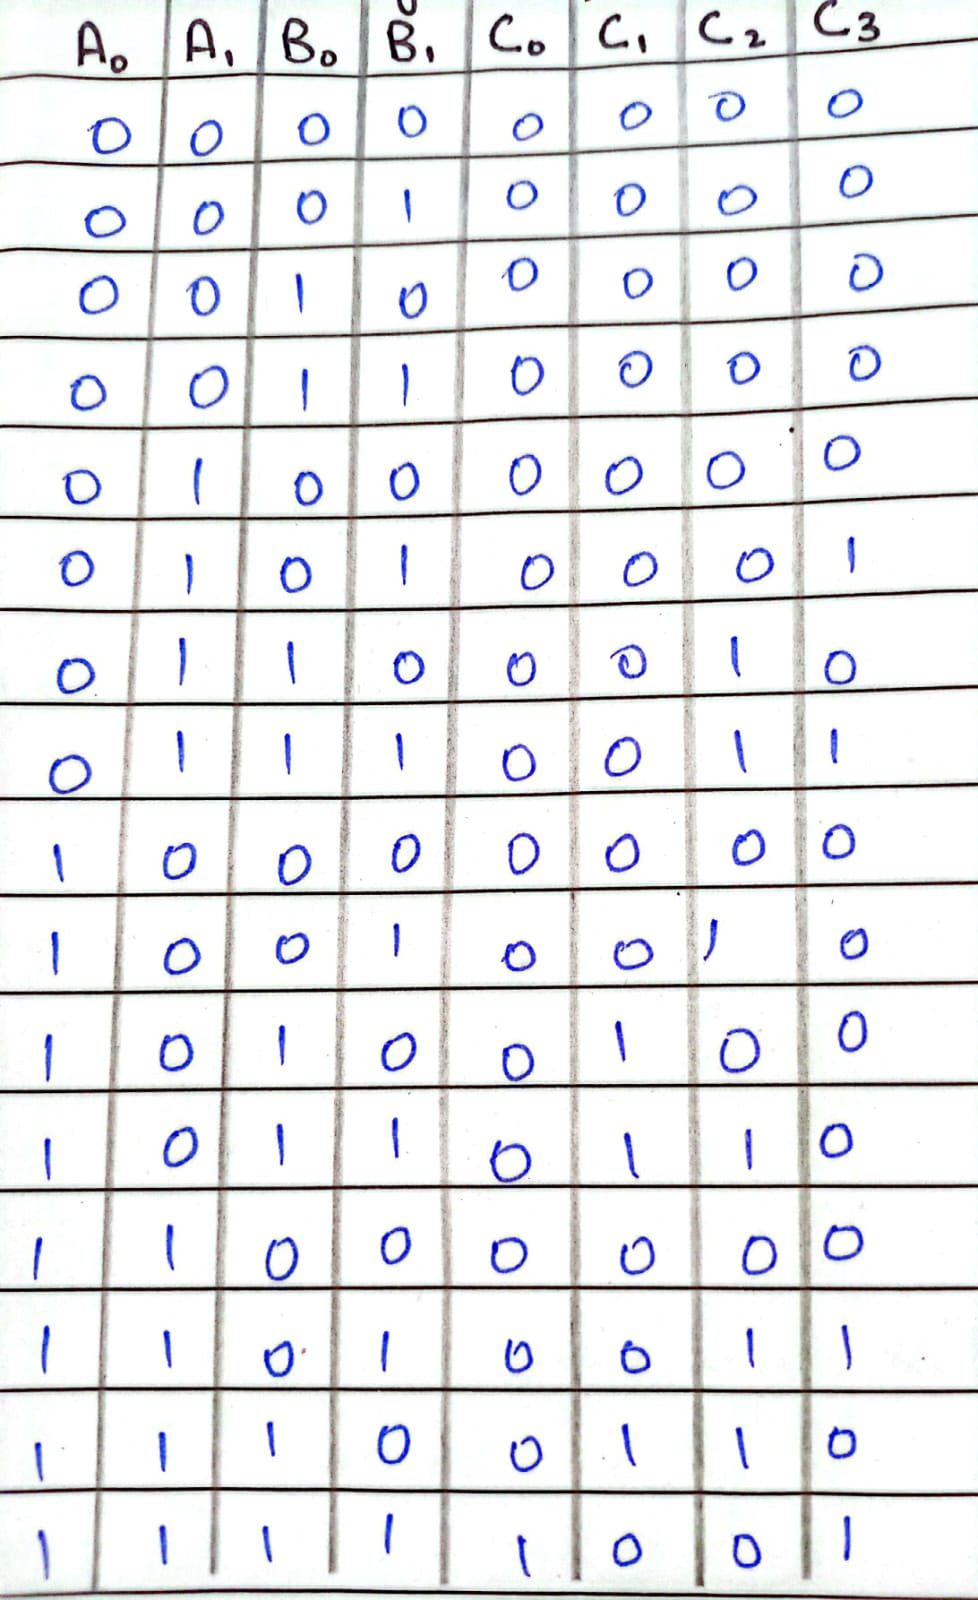 A₀ A₁ B₀ B₁ C₀ C₁ C₂ C3
0 0 0 0 0 0 0 0
0 0 0 1 0 0 0 0
0 0 1 0 0 0 0 0
0 0 1 1 0 0 0 0
0 1 0 0 0 0 0 0
0 1 0 1 0 0 0 1
0 1 1 0 0 0 1 0
0 1 1 1 0 0 1 1
1 0 0 0 0 0 0 0
1 0 0 1 0 0 1 0
1 0 1 0 0 1 0 0
1 0 1 1 0 1 1 0
1 1 0 0 0 0 0 0
1 1 0 1 0 0 1 1
1 1 1 0 0 1 1 0
1 1 1 1 1 0 0 1